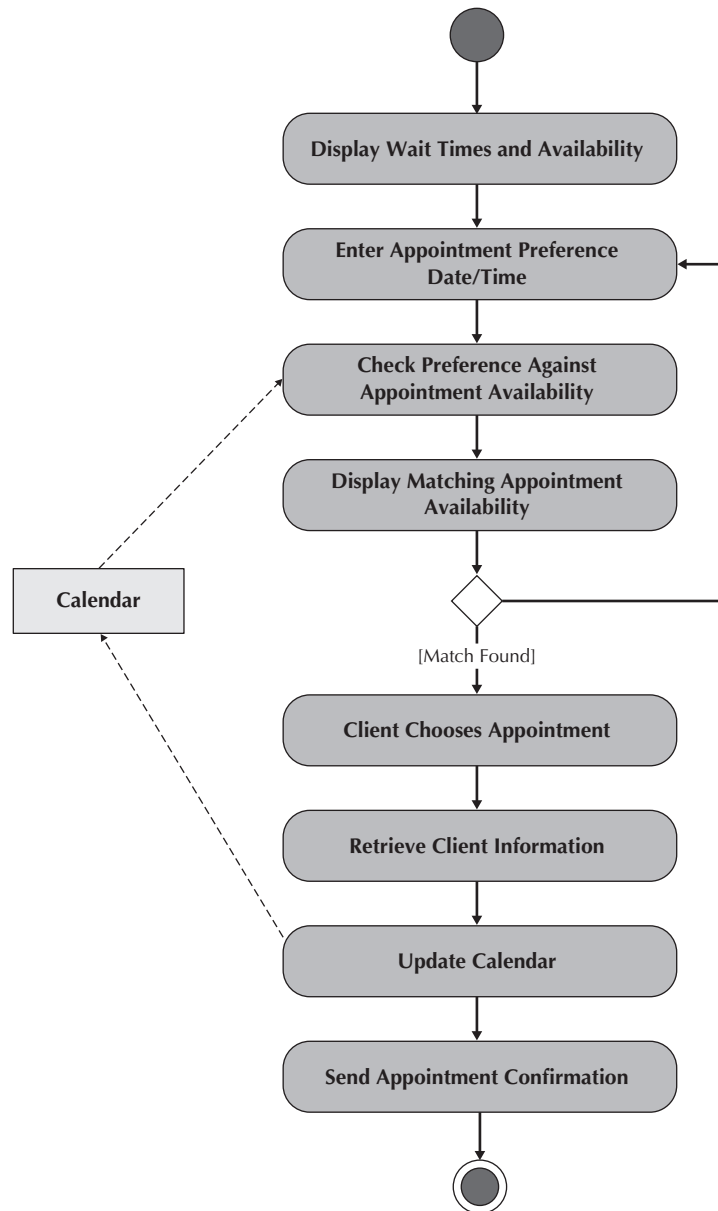 Display Wait Times and Availability
Enter Appointment Preference
Date/Time
Check Preference Against
Appointment Availability
Display Matching Appointment
Availability
Calendar
[Match Found]
Client Chooses Appointment
Retrieve Client Information
Update Calendar
Send Appointment Confirmation